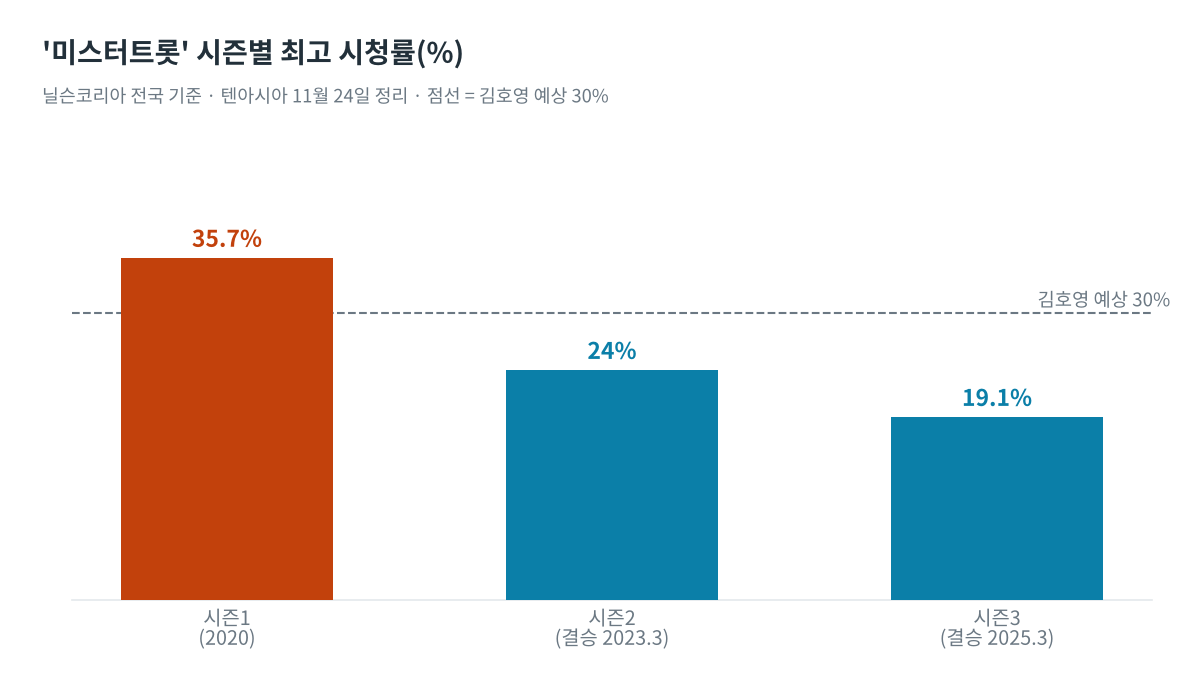 '미스터트롯' 시즌별 최고 시청률(%)
닐슨코리아 전국 기준 · 텐아시아 11월 24일 정리 · 점선 = 김호영 예상 30%
35.7%
김호영 예상 30%
24%
19.1%
시즌1
(2020)
시즌2
(결승 2023.3)
시즌3
(결승 2025.3)